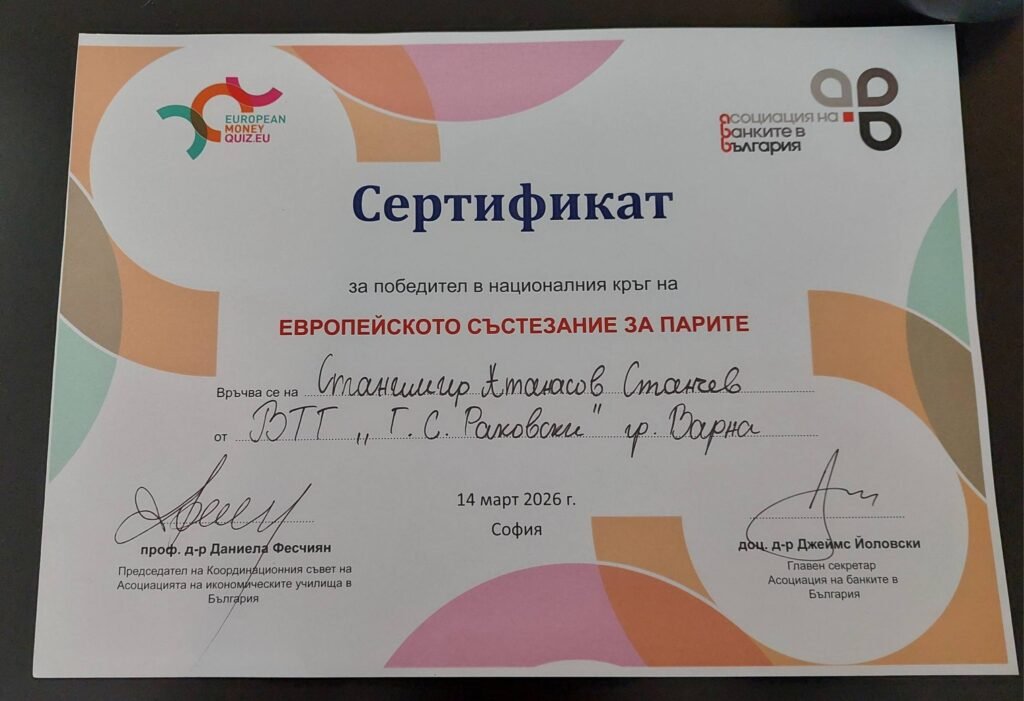 EUROPEAN
MONEY
QUIZ.EU
асоциация на
банките в
българия
Сертификат
за победител в националния кръг на
ЕВРОПЕЙСКОТО СЪСТЕЗАНИЕ ЗА ПАРИТЕ
Връчва се на Станимир Атанасов Станчев
от ВТГ „Г. С. Раковски" гр. Варна
14 март 2026 г.
София
проф. д-р Даниела Фесчиян
Председател на Координационния съвет на
Асоциацията на икономическите училища в
България
доц. д-р Джеймс Йоловски
Главен секретар
Асоциация на банките в
България